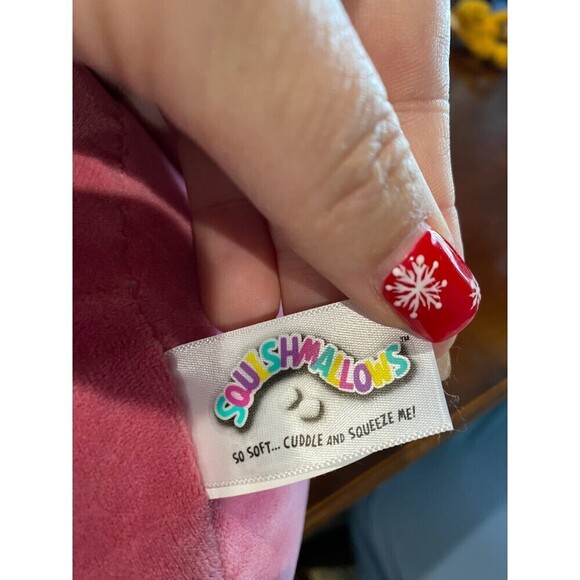 SQUISHMALLOWS™
SO SOFT... CUDDLE AND SQUEEZE ME!